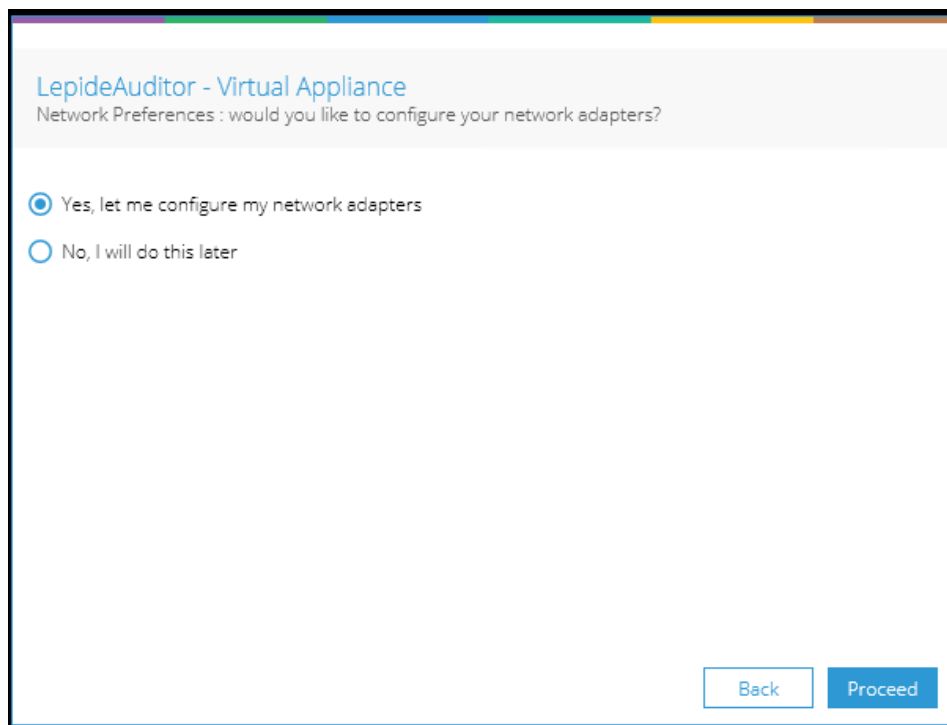 LepideAuditor - Virtual Appliance
Network Preferences : would you like to configure your network adapters?
Yes, let me configure my network adapters
No, I will do this later
Back
Proceed